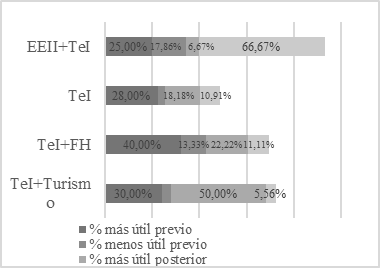 EEII+TeI
25,00% 17,86% 6,67% 66,67%
TeI
28,00% 18,18% 10,91%
TeI+FH
40,00% 13,33% 22,22% 11,11%
TeI+Turism
o
30,00% 50,00% 5,56%
% más útil previo
% menos útil previo
% más útil posterior